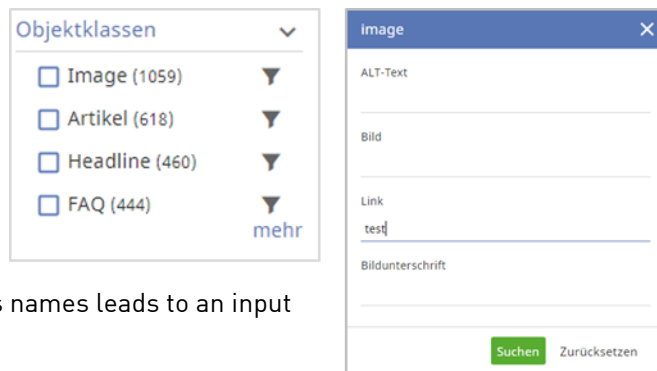 Objektklassen
Image (1059)
Artikel (618)
Headline (460)
FAQ (444)
mehr
s names leads to an input
image
ALT-Text
Bild
Link
test
Bildunterschrift
Suchen Zurücksetzen